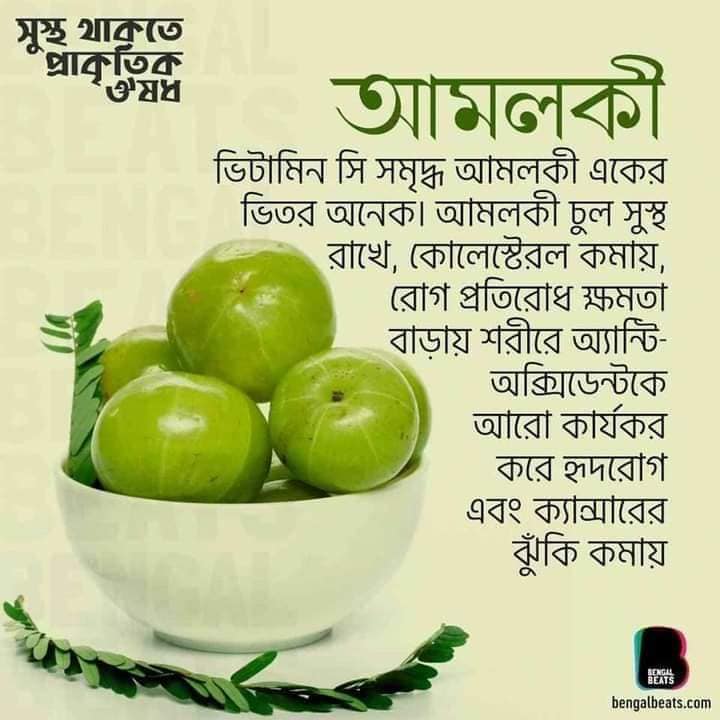 সুস্থ থাকতে
প্রাকৃতিক
ঔষধ
আমলকী
ভিটামিন সি সমৃদ্ধ আমলকী একের
ভিতর অনেক। আমলকী চুল সুস্থ
রাখে, কোলেস্টেরল কমায়,
রোগ প্রতিরোধ ক্ষমতা
বাড়ায় শরীরে অ্যান্টি-
অক্সিডেন্টকে
আরো কার্যকর
করে হৃদরোগ
এবং ক্যান্সারের
ঝুঁকি কমায়
BENGAL
BEATS
bengalbeats.com